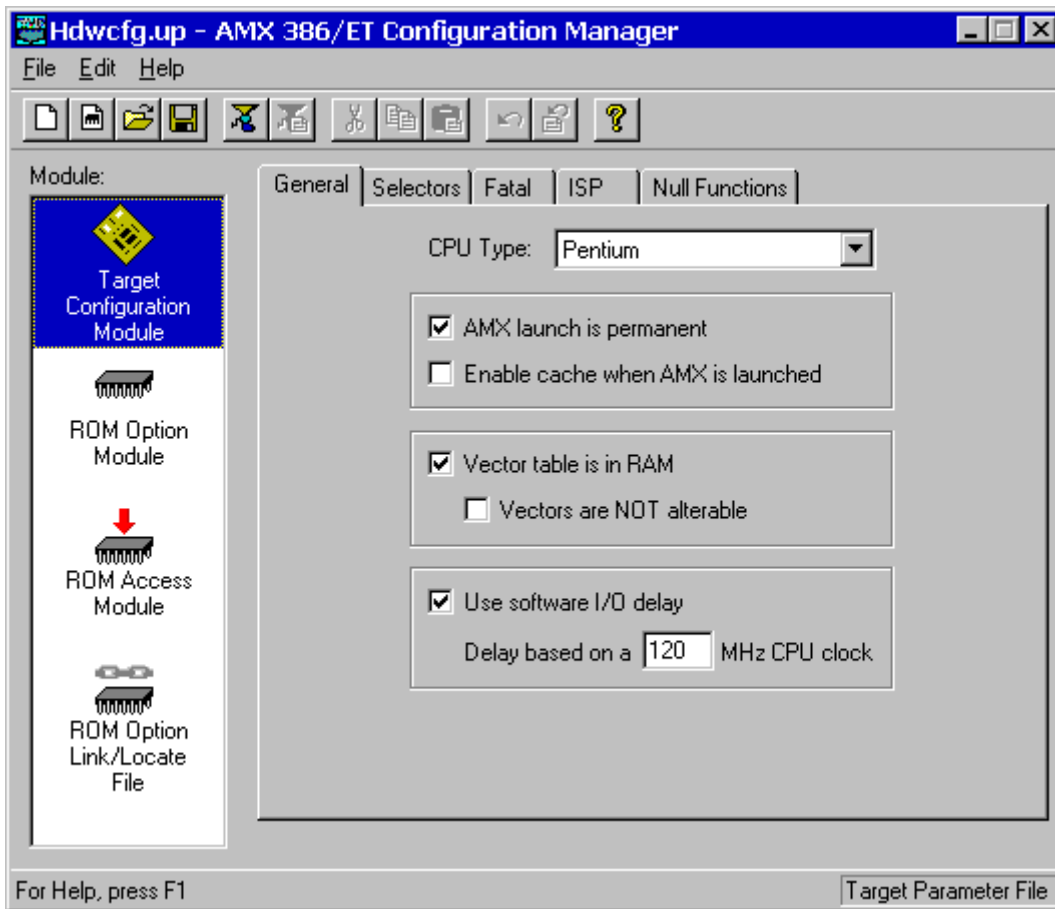 Hdwcfg.up - AMX 386/ET Configuration Manager
File Edit Help
Module:
Target
Configuration
Module
ROM Option
Module
ROM Access
Module
ROM Option
Link/Locate
File
General Selectors Fatal ISP Null Functions
CPU Type: Pentium
AMX launch is permanent
Enable cache when AMX is launched
Vector table is in RAM
Vectors are NOT alterable
Use software I/O delay
Delay based on a 120 MHz CPU clock
For Help, press F1
Target Parameter File